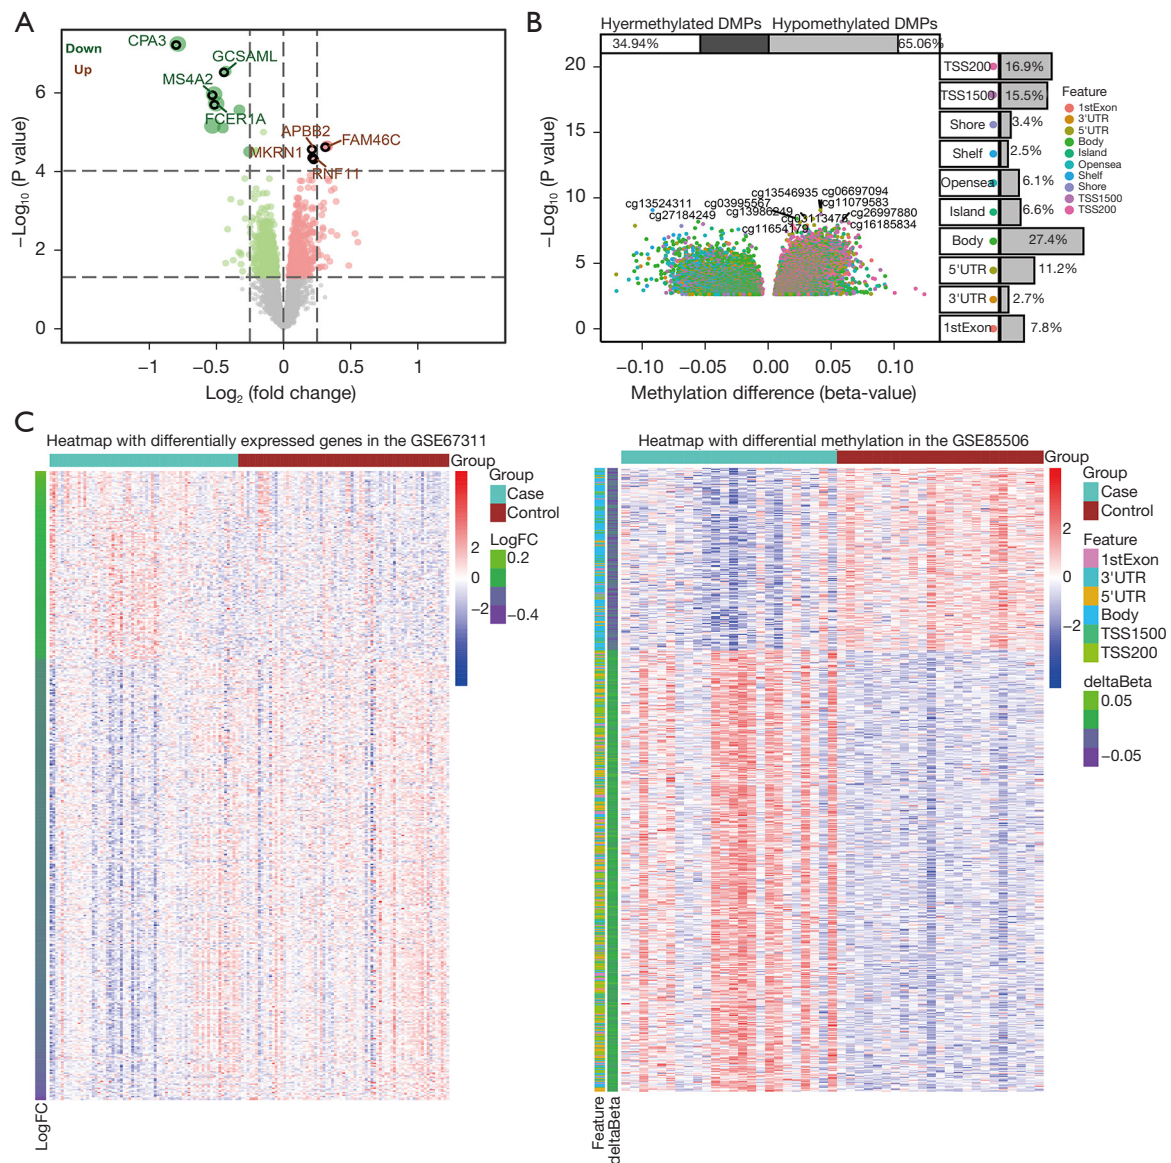 A
Down
Up
CPA3
GCSAML
MS4A2
FCER1A
APBB2
FAM46C
MKRN1
RNF11
−Log10 (P value)
6
4
2
0
−1
−0.5
0
0.5
1
Log2 (fold change)
B
Hyermethylated DMPs
Hypomethylated DMPs
34.94%
65.06%
−Log10 (P value)
20
15
10
5
0
cg13546935
cg06697094
cg13524311
cg03995567
cg11079583
cg27184249
cg13986249
cg26997880
cg03113475
cg16185834
cg11654179
−0.10
−0.05
0.00
0.05
0.10
Methylation difference (beta-value)
TSS200 16.9%
TSS1500 15.5%
Shore 3.4%
Shelf 2.5%
Opensea 6.1%
Island 6.6%
Body 27.4%
5'UTR 11.2%
3'UTR 2.7%
1stExon 7.8%
Feature
1stExon
3'UTR
5'UTR
Body
Island
Opensea
Shelf
Shore
TSS1500
TSS200
C
Heatmap with differentially expressed genes in the GSE67311
Group
2
0
−2
Group
Case
Control
LogFC
0.2
−0.4
LogFC
Heatmap with differential methylation in the GSE85506
Group
2
0
−2
Group
Case
Control
Feature
1stExon
3'UTR
5'UTR
Body
TSS1500
TSS200
deltaBeta
0.05
−0.05
Feature
deltaBeta